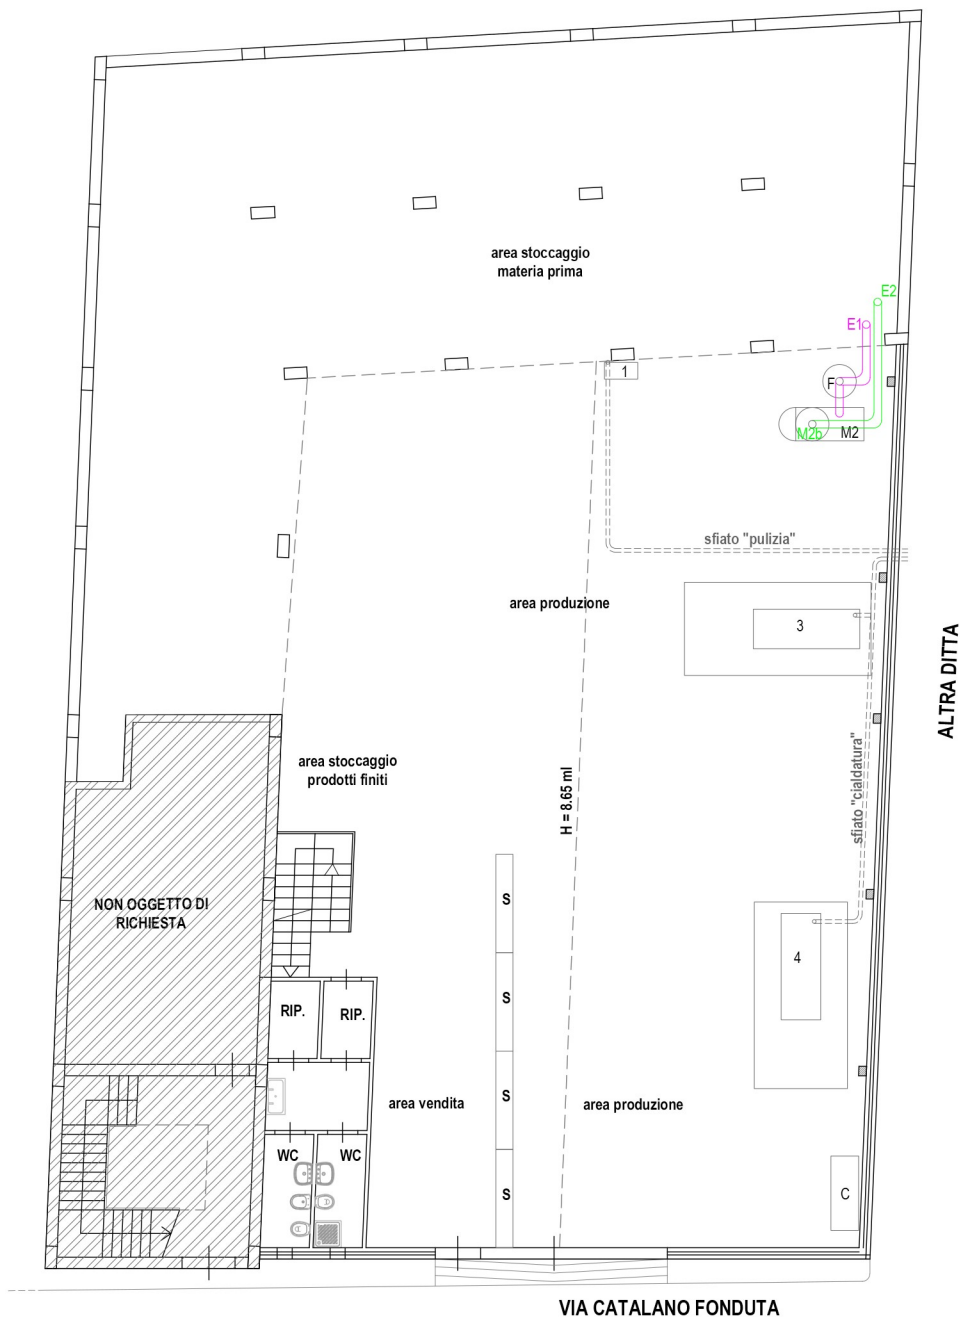 area stoccaggio
materia prima
E2
E1
1
F
M2b
M2
sfiato "pulizia"
area produzione
3
ALTRA DITTA
area stoccaggio
prodotti finiti
H = 8.65 ml
sfiato "cialdatura"
NON OGGETTO DI
RICHIESTA
S
4
S
RIP.
RIP.
S
area vendita
area produzione
WC
WC
S
C
VIA CATALANO FONDUTA